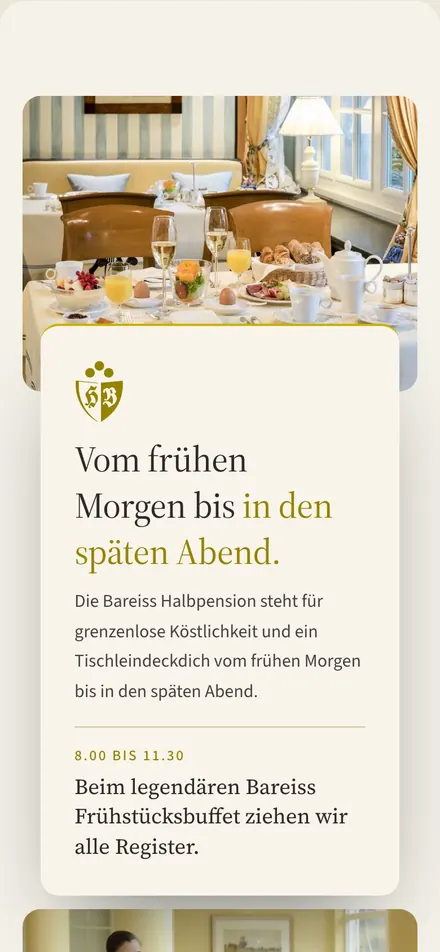 HB
Vom frühen
Morgen bis in den
späten Abend.
Die Bareiss Halbpension steht für
grenzenlose Köstlichkeit und ein
Tischleindeckdich vom frühen Morgen
bis in den späten Abend.
8.00 BIS 11.30
Beim legendären Bareiss
Frühstücksbuffet ziehen wir
alle Register.